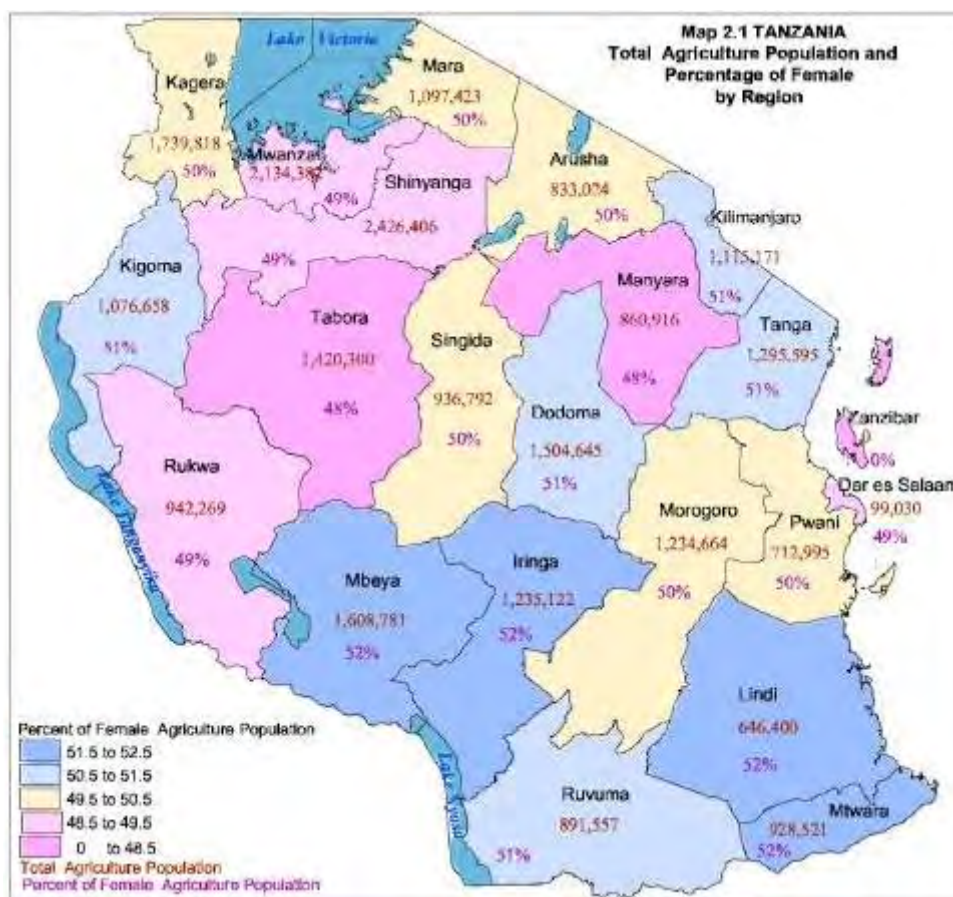 Map 2.1 TANZANIA
Total Agriculture Population and
Percentage of Female
by Region
Lake Victoria
Kagera
1,739,818
50%
Mara
1,097,423
50%
Mwanza
49%
Shinyanga
2,426,406
49%
Arusha
50%
Kilimanjaro
1,115,171
51%
Kigoma
1,076,658
51%
Tabora
1,420,300
48%
Singida
936,792
50%
Manyara
860,916
48%
Tanga
1,295,595
51%
Dodoma
1,504,645
51%
Zanzibar
Rukwa
942,269
49%
Lake Tanganyika
Dar es Salaam
99,030
49%
Morogoro
1,234,664
50%
Pwani
712,995
50%
Mbeya
1,608,781
52%
Iringa
1,235,122
52%
Lindi
646,400
52%
Ruvuma
891,557
51%
Mtwara
928,521
52%
Percent of Female Agriculture Population
51.5 to 52.5
50.5 to 51.5
49.5 to 50.5
48.5 to 49.5
0 to 48.5
Total Agriculture Population
Percent of Female Agriculture Population